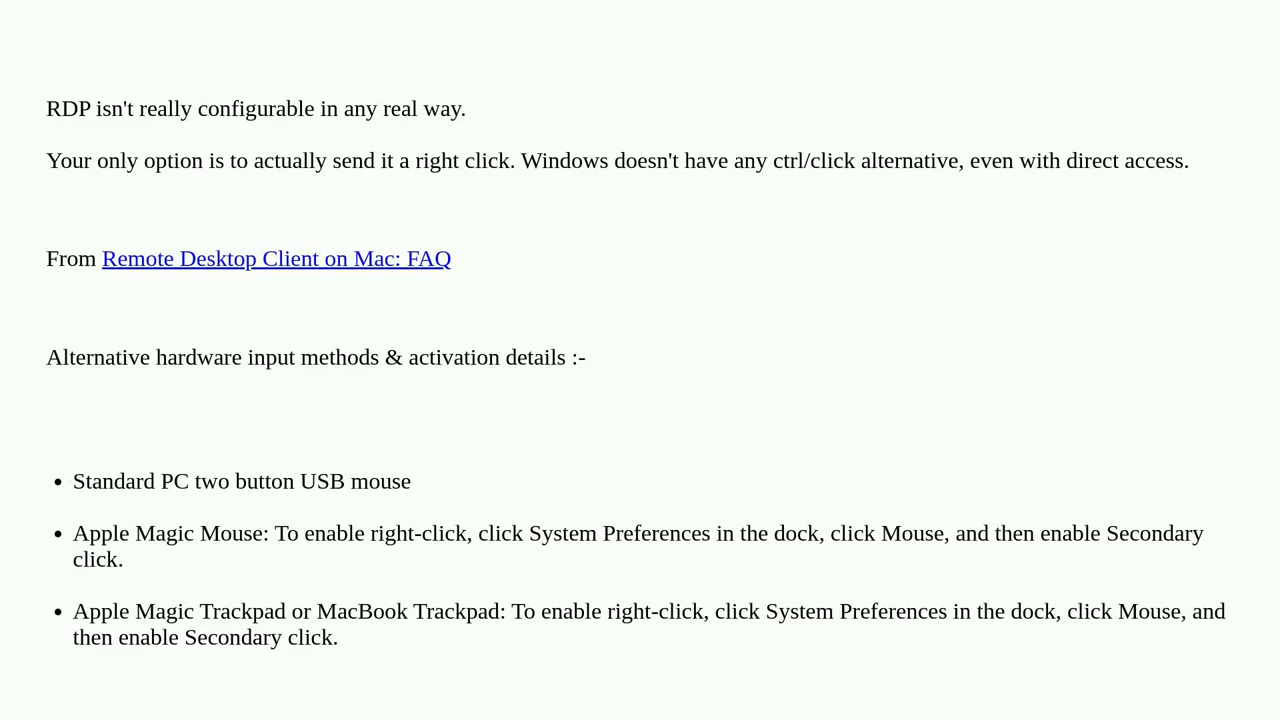 RDP isn't really configurable in any real way.
Your only option is to actually send it a right click. Windows doesn't have any ctrl/click alternative, even with direct access.
From Remote Desktop Client on Mac: FAQ
Alternative hardware input methods & activation details :-
• Standard PC two button USB mouse
• Apple Magic Mouse: To enable right-click, click System Preferences in the dock, click Mouse, and then enable Secondary
click.
• Apple Magic Trackpad or MacBook Trackpad: To enable right-click, click System Preferences in the dock, click Mouse, and
then enable Secondary click.